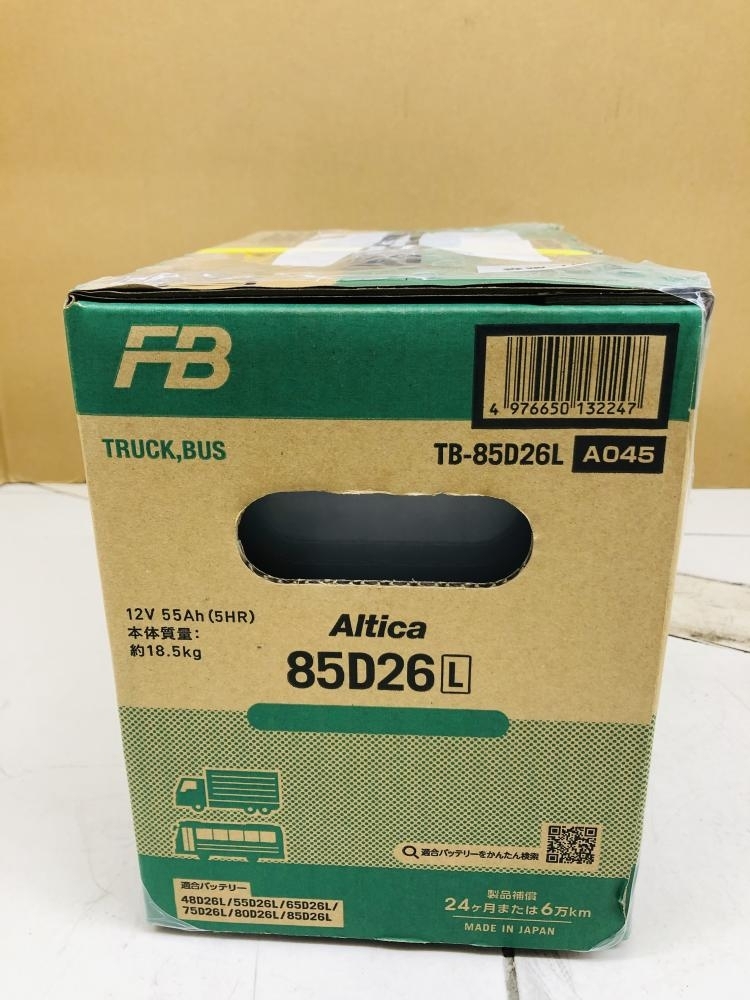 FB
4 976650 132247
TRUCK,BUS
TB-85D26L A045
12V 55Ah(5HR)
本体質量:
約18.5kg
Altica
85D26 L
適合バッテリーをかんたん検索
適合バッテリー
48D26L/55D26L/65D26L/
75D26L/80D26L/85D26L
製品補償
24ヶ月または6万km
MADE IN JAPAN